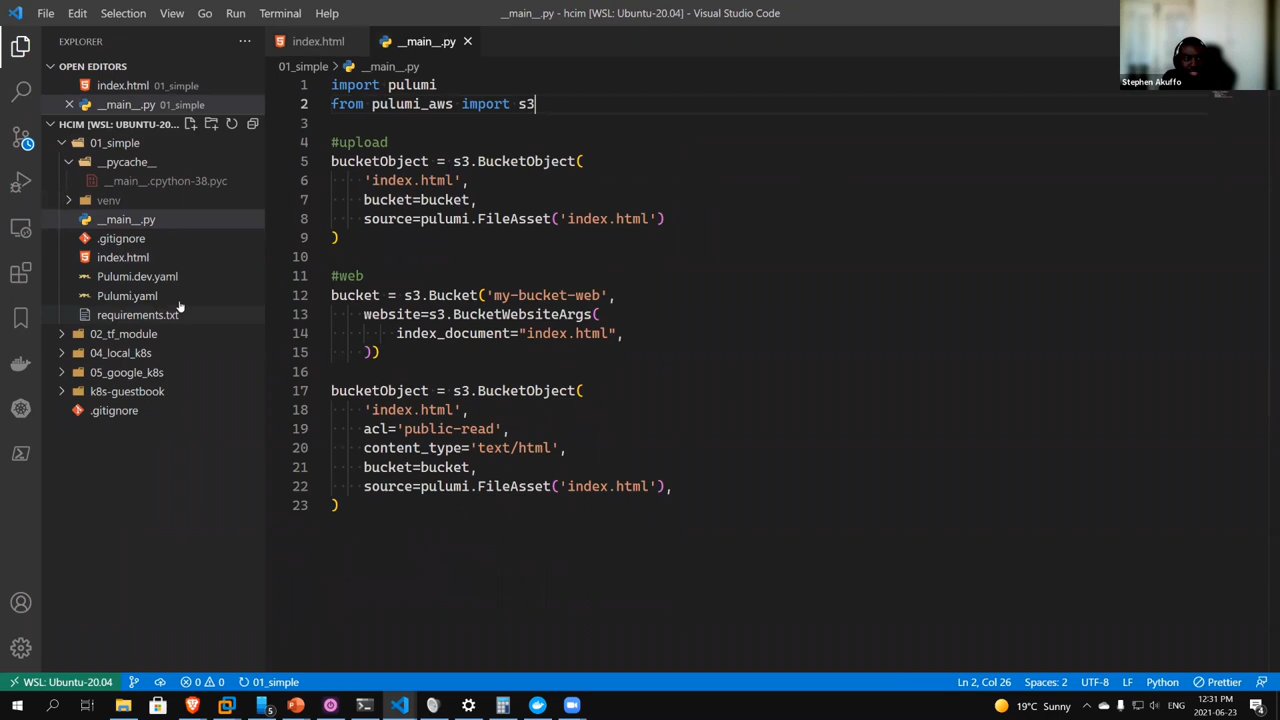 File Edit Selection View Go Run Terminal Help
__main__.py - hcim [WSL: Ubuntu-20.04] - Visual Studio Code
Stephen Akuffo
EXPLORER
OPEN EDITORS
index.html 01_simple
__main__.py 01_simple
HCIM [WSL: UBUNTU-20....
01_simple
__pycache__
__main__.cpython-38.pyc
venv
__main__.py
.gitignore
index.html
Pulumi.dev.yaml
Pulumi.yaml
requirements.txt
02_tf_module
04_local_k8s
05_google_k8s
k8s-guestbook
.gitignore
index.html
__main__.py
01_simple > __main__.py
1 import pulumi
2 from pulumi_aws import s3
3
4 #upload
5 bucketObject = s3.BucketObject(
6 'index.html',
7 bucket=bucket,
8 source=pulumi.FileAsset('index.html')
9 )
10
11 #web
12 bucket = s3.Bucket('my-bucket-web',
13 website=s3.BucketWebsiteArgs(
14 index_document="index.html",
15 ))
16
17 bucketObject = s3.BucketObject(
18 'index.html',
19 acl='public-read',
20 content_type='text/html',
21 bucket=bucket,
22 source=pulumi.FileAsset('index.html'),
23 )
WSL: Ubuntu-20.04 0 0 01_simple
Ln 2, Col 26 Spaces: 2 UTF-8 LF Python Prettier
5
19°C Sunny
12:31 PM
2021-06-23
4